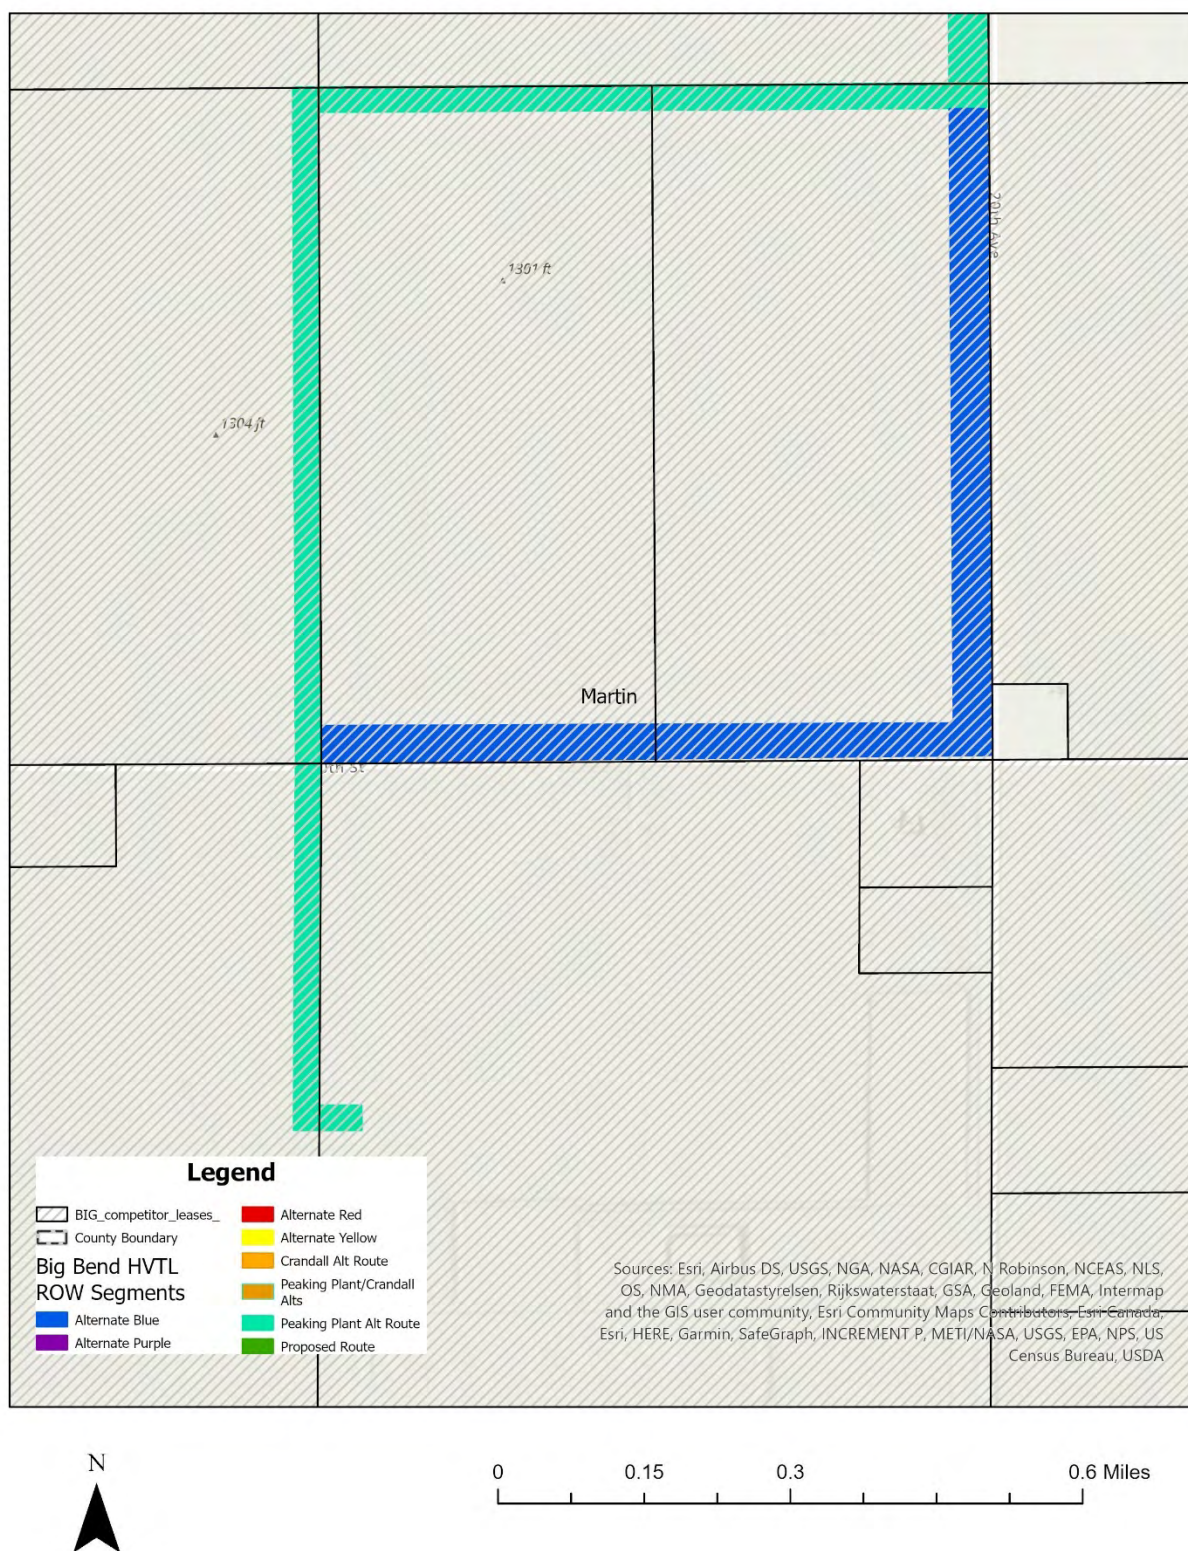 20th Ave
1301 ft
1304 ft
Martin
0th St
Legend
BIG_competitor_leases_
County Boundary
Big Bend HVTL
ROW Segments
Alternate Blue
Alternate Purple
Alternate Red
Alternate Yellow
Crandall Alt Route
Peaking Plant/Crandall
Alts
Peaking Plant Alt Route
Proposed Route
Sources: Esri, Airbus DS, USGS, NGA, NASA, CGIAR, N Robinson, NCEAS, NLS,
OS, NMA, Geodatastyrelsen, Rijkswaterstaat, GSA, Geoland, FEMA, Intermap
and the GIS user community, Esri Community Maps Contributors, Esri Canada,
Esri, HERE, Garmin, SafeGraph, INCREMENT P, METI/NASA, USGS, EPA, NPS, US
Census Bureau, USDA
N
0 0.15 0.3 0.6 Miles